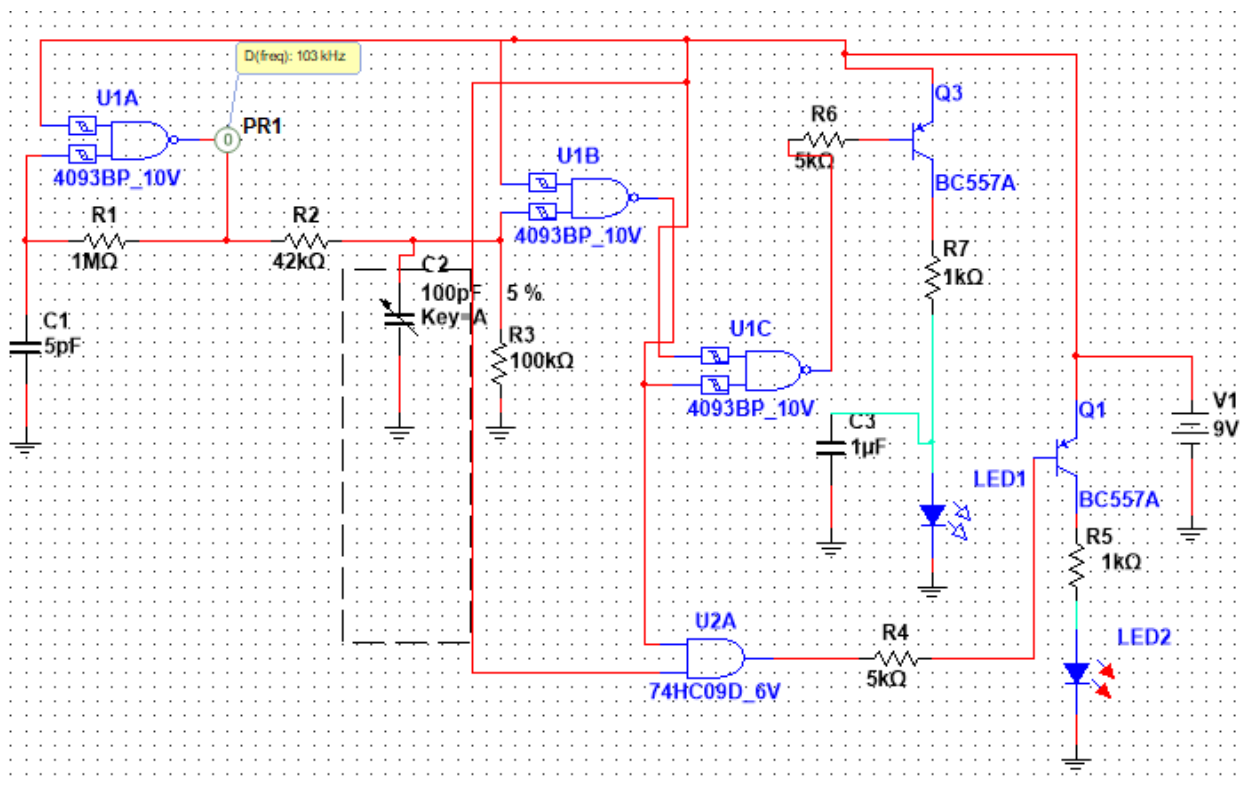 D(freq): 103 kHz
U1A
PR1
0
4093BP_10V
R1
1MΩ
R2
42kΩ
C1
5pF
C2
100pF
5 %
Key=A
R3
100kΩ
U1B
4093BP_10V
U1C
4093BP_10V
R6
5kΩ
Q3
BC557A
R7
1kΩ
C3
1µF
LED1
Q1
BC557A
V1
9V
R5
1kΩ
LED2
U2A
74HC09D_6V
R4
5kΩ